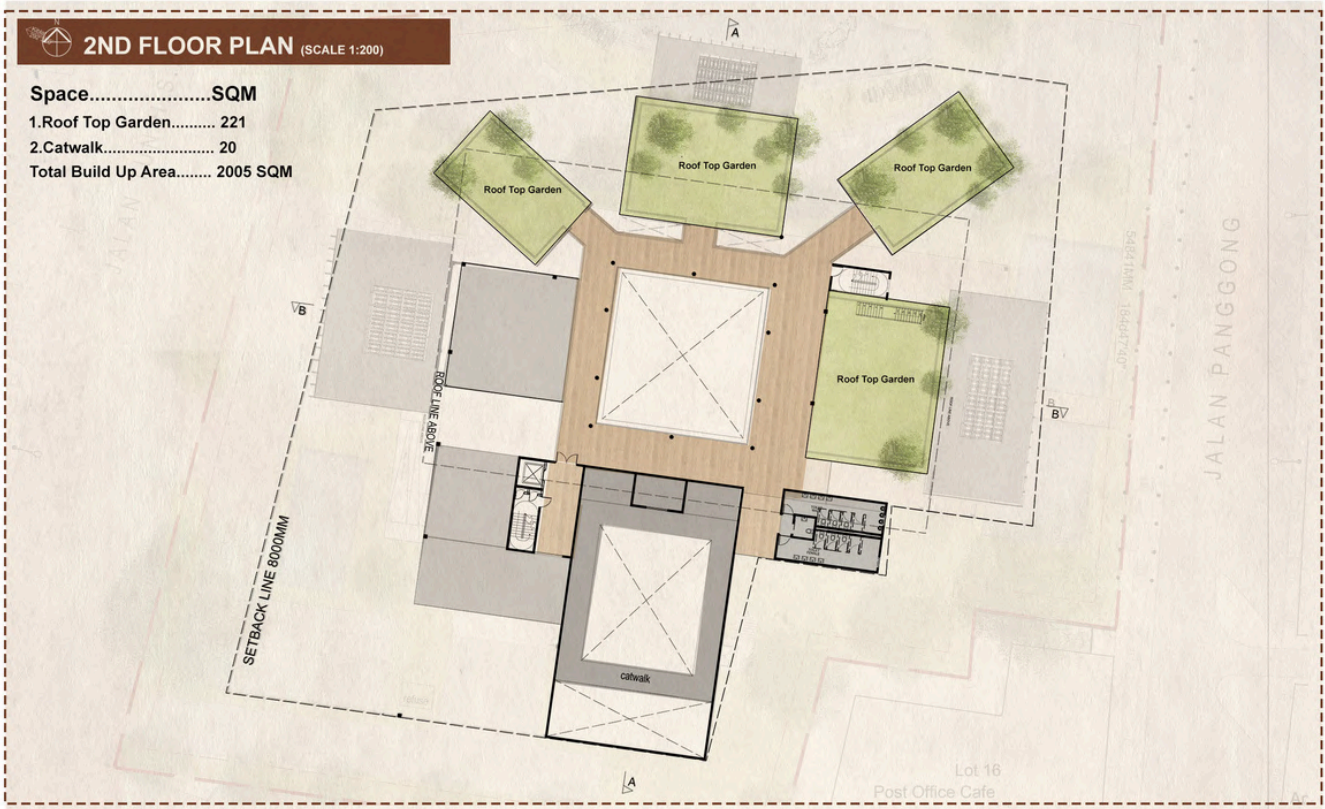 N
2ND FLOOR PLAN (SCALE 1:200)
Space......................SQM
1.Roof Top Garden.......... 221
2.Catwalk......................... 20
Total Build Up Area........ 2005 SQM
A
Roof Top Garden
Roof Top Garden
Roof Top Garden
JALAN
B
Roof Top Garden
B
B
ROOF LINE ABOVE
JALAN PANGGONG
SETBACK LINE 8000MM
catwalk
A
Lot 16
Post Office Cafe